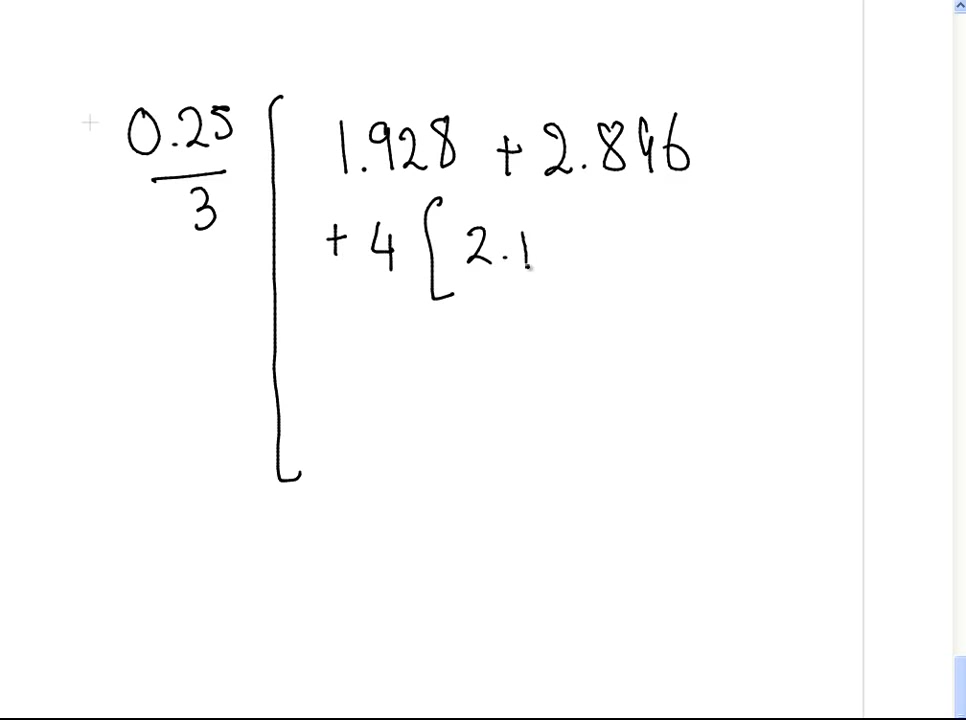 0.25/3 [ 1.928 + 2.846
+ 4 [ 2.1